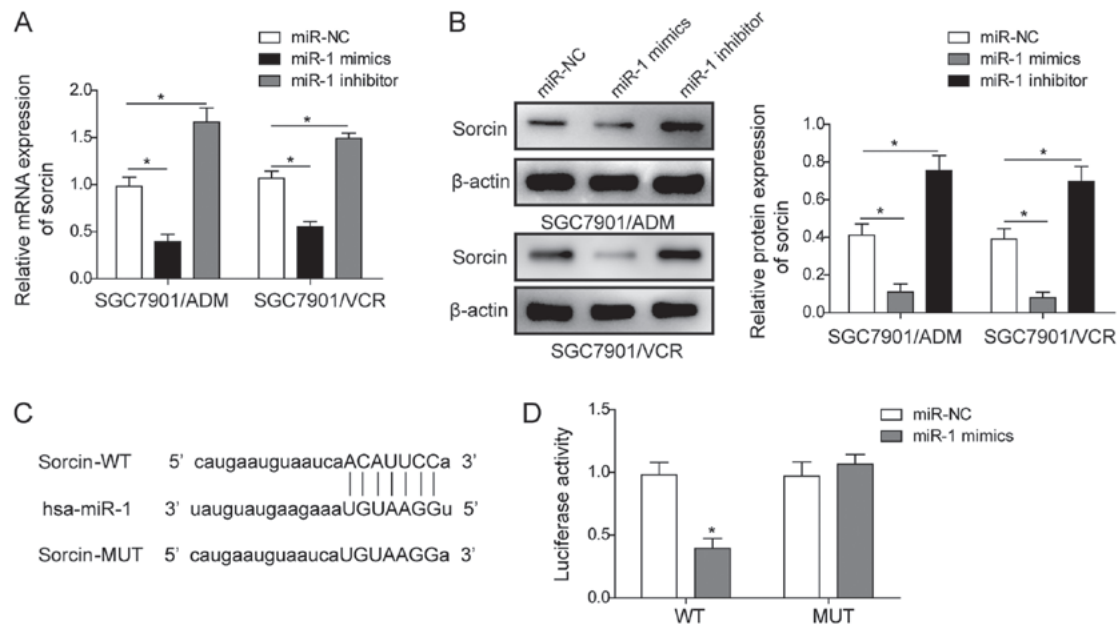 A
miR-NC
miR-1 mimics
miR-1 inhibitor
Relative mRNA expression
of sorcin
2.0
1.5
1.0
0.5
0.0
* * * *
SGC7901/ADM SGC7901/VCR
B
miR-NC miR-1 mimics miR-1 inhibitor
Sorcin
β-actin
SGC7901/ADM
Sorcin
β-actin
SGC7901/VCR
miR-NC
miR-1 mimics
miR-1 inhibitor
Relative protein expression
of sorcin
1.0
0.8
0.6
0.4
0.2
0.0
* * * *
SGC7901/ADM SGC7901/VCR
C
Sorcin-WT 5’ caugaauguaaucaACAUUCCa 3’
hsa-miR-1 3’ uauguaugaagaaaUGUAAGGu 5’
Sorcin-MUT 5’ caugaauguaaucaUGUAAGGa 3’
D
miR-NC
miR-1 mimics
Luciferase activity
1.5
1.0
0.5
0.0
*
WT MUT